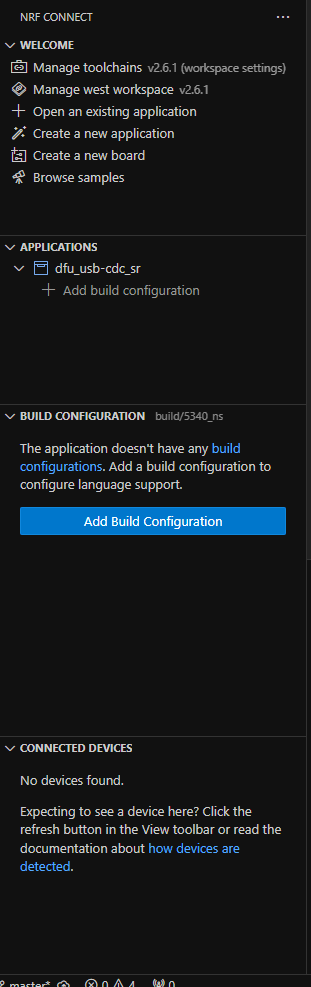 NRF CONNECT
WELCOME
Manage toolchains v2.6.1 (workspace settings)
Manage west workspace v2.6.1
Open an existing application
Create a new application
Create a new board
Browse samples
APPLICATIONS
dfu_usb-cdc_sr
Add build configuration
BUILD CONFIGURATION build/5340_ns
The application doesn't have any build
configurations. Add a build configuration to
configure language support.
Add Build Configuration
CONNECTED DEVICES
No devices found.
Expecting to see a device here? Click the
refresh button in the View toolbar or read the
documentation about how devices are
detected.
master* 0 4 0